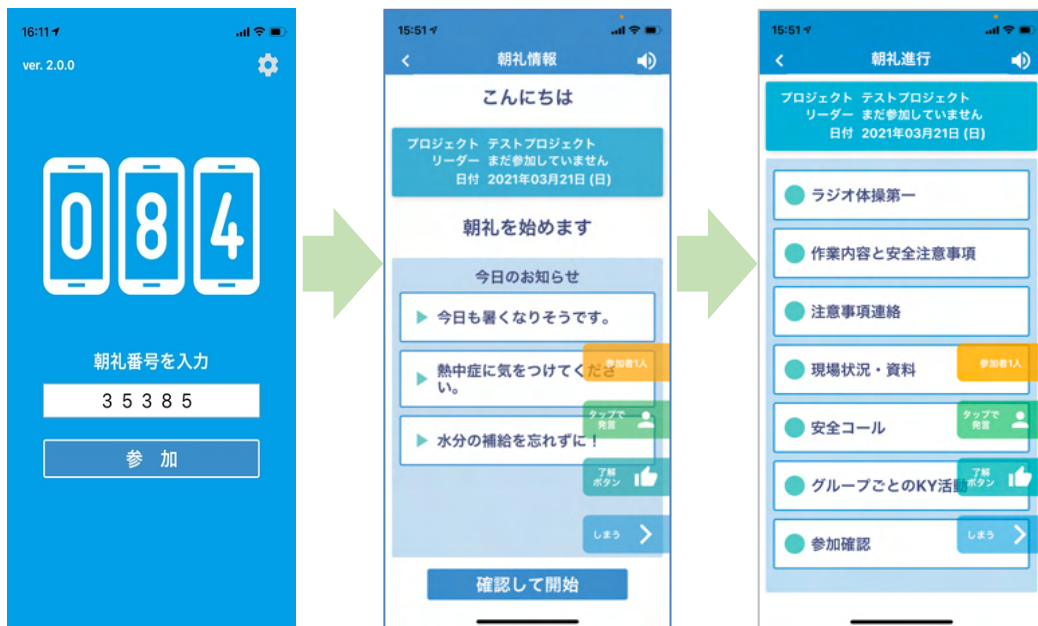 16:11
ver. 2.0.0
084
朝礼番号を入力
35385
参 加
15:51
朝礼情報
こんにちは
プロジェクト テストプロジェクト
リーダー まだ参加していません
日付 2021年03月21日 (日)
朝礼を始めます
今日のお知らせ
今日も暑くなりそうです。
参加者1人
熱中症に気をつけてくださ
い。
タップで
発言
水分の補給を忘れずに！
了解
ボタン
しまう
確認して開始
15:51
朝礼進行
プロジェクト テストプロジェクト
リーダー まだ参加していません
日付 2021年03月21日 (日)
ラジオ体操第一
作業内容と安全注意事項
注意事項連絡
現場状況・資料
参加者1人
安全コール
タップで
発言
グループごとのKY活動
了解
ボタン
しまう
参加確認